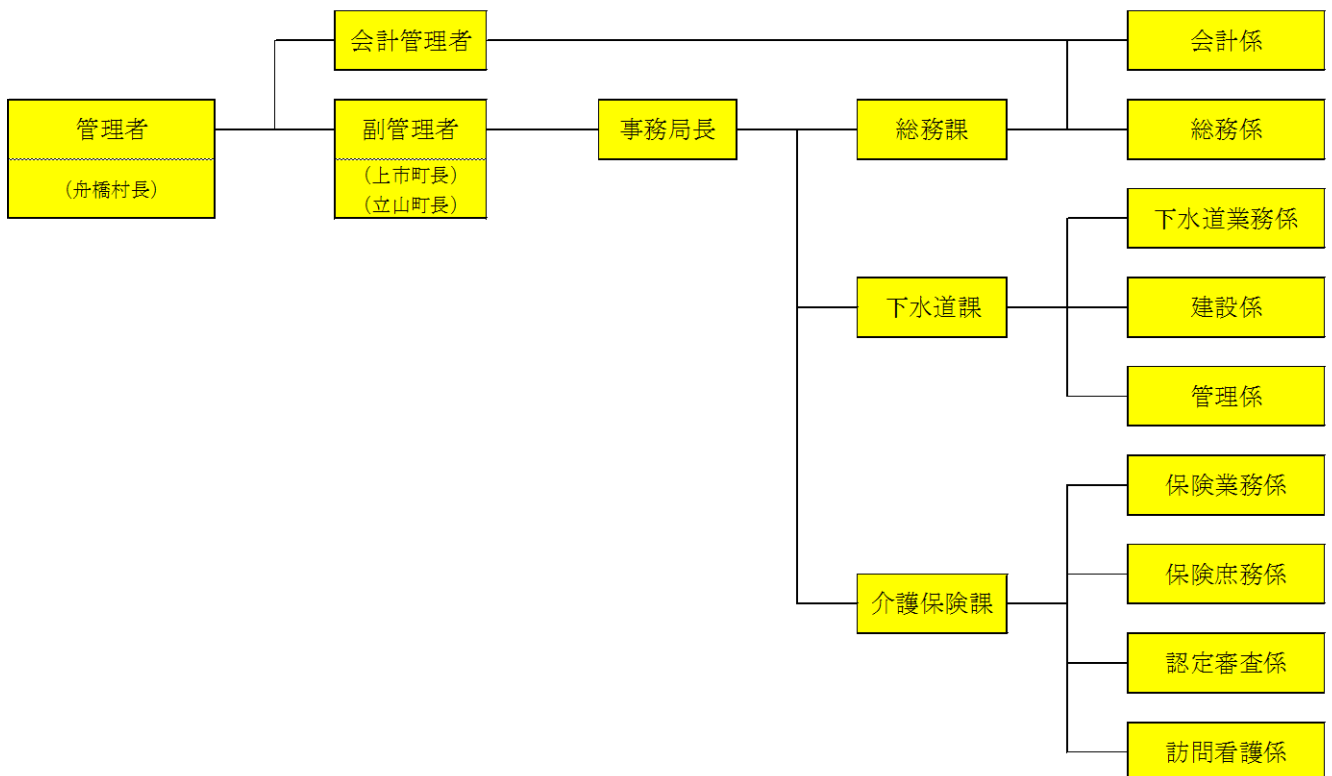 会計管理者
会計係
管理者
(舟橋村長)
副管理者
(上市町長)
(立山町長)
事務局長
総務課
総務係
下水道業務係
下水道課
建設係
管理係
保険業務係
保険庶務係
介護保険課
認定審査係
訪問看護係